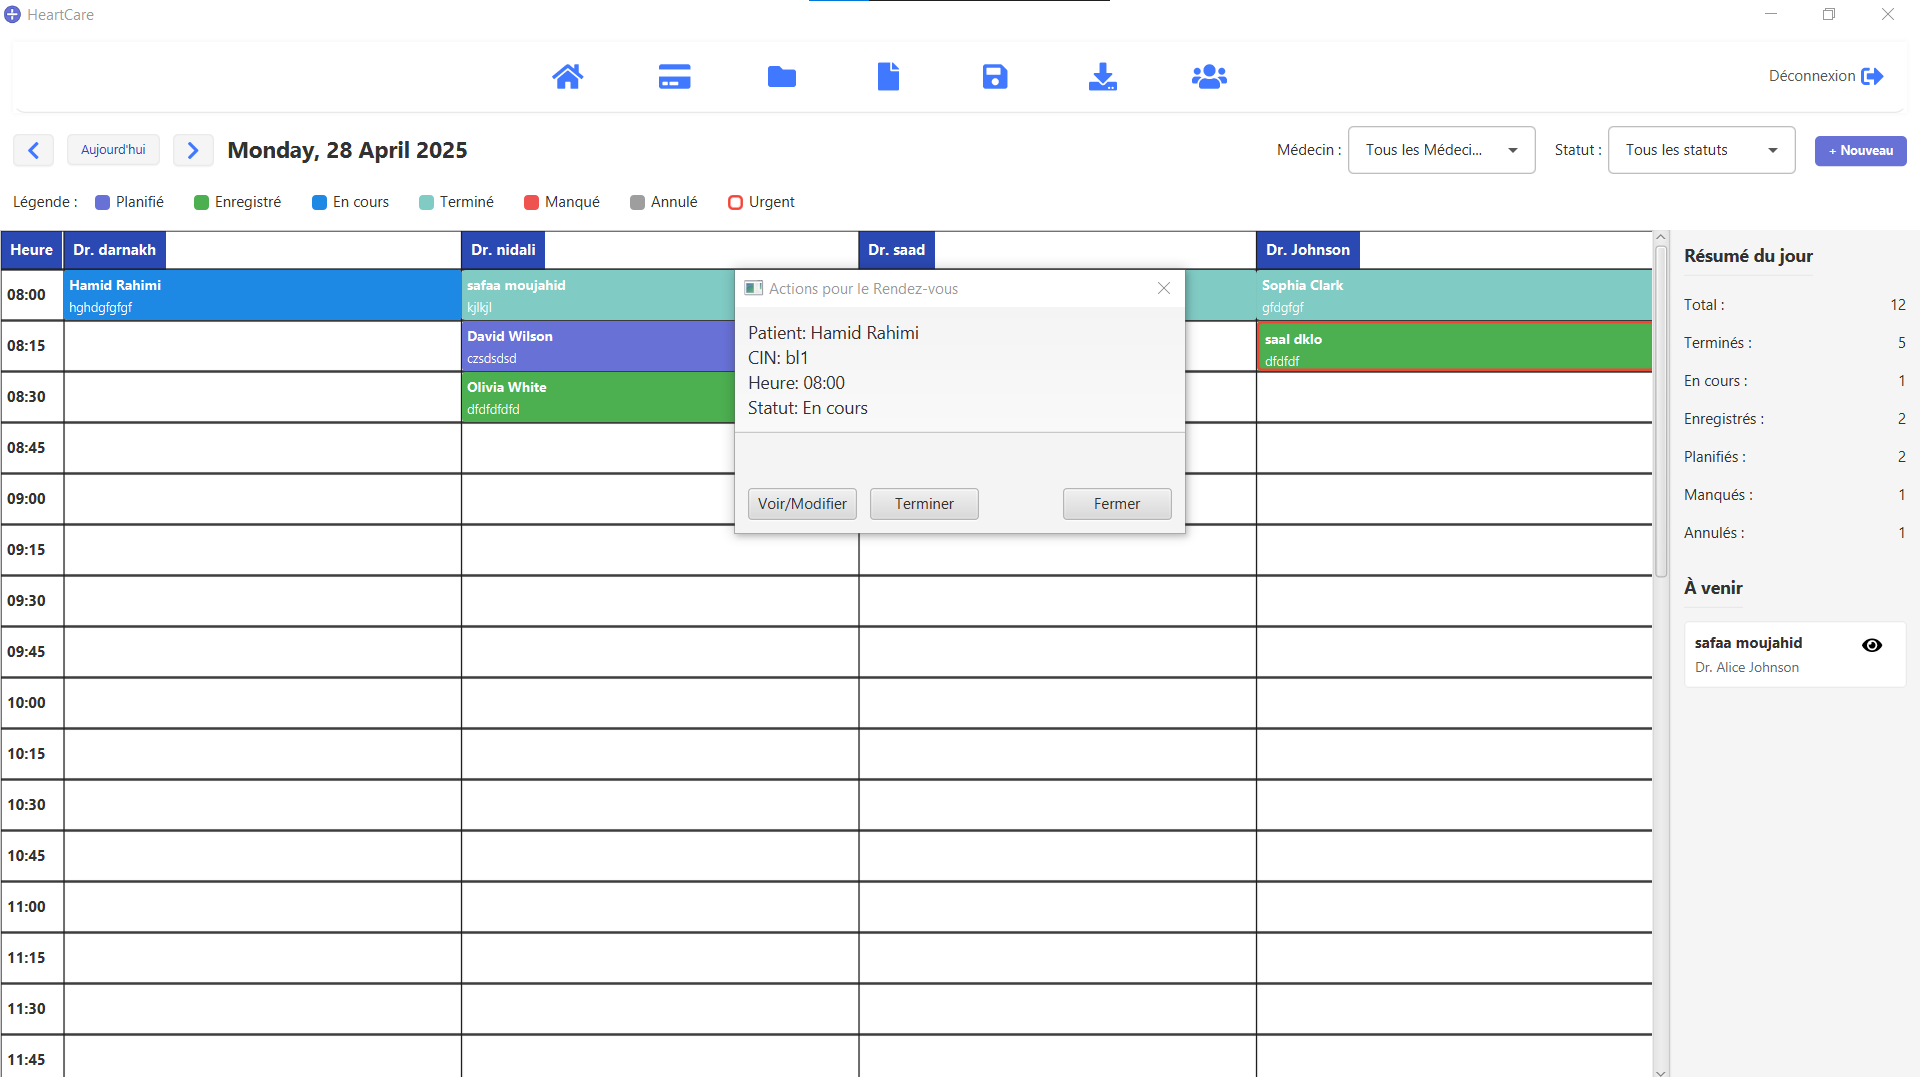 HeartCare
Déconnexion
Aujourd'hui
Monday, 28 April 2025
Médecin :
Tous les Médeci...
Statut :
Tous les statuts
+ Nouveau
Légende :
Planifié
Enregistré
En cours
Terminé
Manqué
Annulé
Urgent
Heure
Dr. darnakh
Dr. nidali
Dr. saad
Dr. Johnson
08:00
Hamid Rahimi
hghdgfgfgf
safaa moujahid
kjlkjl
Sophia Clark
gfdgfgf
08:15
David Wilson
czsdsdsd
saal dklo
dfdfdf
08:30
Olivia White
dfdfdfdfd
08:45
09:00
09:15
09:30
09:45
10:00
10:15
10:30
10:45
11:00
11:15
11:30
11:45
Actions pour le Rendez-vous
Patient: Hamid Rahimi
CIN: bl1
Heure: 08:00
Statut: En cours
Voir/Modifier
Terminer
Fermer
Résumé du jour
Total : 12
Terminés : 5
En cours : 1
Enregistrés : 2
Planifiés : 2
Manqués : 1
Annulés : 1
À venir
safaa moujahid
Dr. Alice Johnson